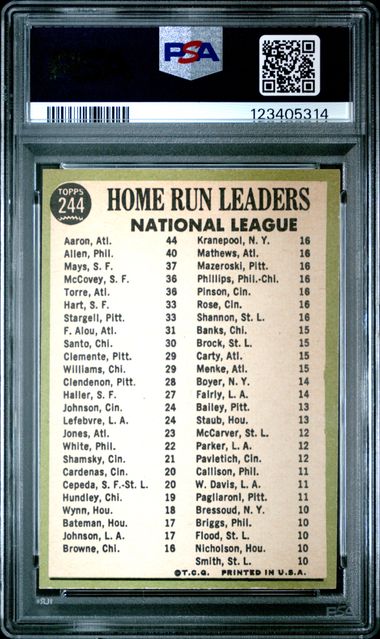 PSA
123405314
TOPPS
244
HOME RUN LEADERS
NATIONAL LEAGUE
Aaron, Atl. 44
Allen, Phil. 40
Mays, S. F. 37
McCovey, S. F. 36
Torre, Atl. 36
Hart, S. F. 33
Stargell, Pitt. 33
F. Alou, Atl. 31
Santo, Chi. 30
Clemente, Pitt. 29
Williams, Chi. 29
Clendenon, Pitt. 28
Haller, S. F. 27
Johnson, Cin. 24
Lefebvre, L. A. 24
Jones, Atl. 23
White, Phil. 22
Shamsky, Cin. 21
Cardenas, Cin. 20
Cepeda, S. F.-St. L. 20
Hundley, Chi. 19
Wynn, Hou. 18
Bateman, Hou. 17
Johnson, L. A. 17
Browne, Chi. 16
Kranepool, N. Y. 16
Mathews, Atl. 16
Mazeroski, Pitt. 16
Phillips, Phil.-Chi. 16
Pinson, Cin. 16
Rose, Cin. 16
Shannon, St. L. 16
Banks, Chi. 15
Brock, St. L. 15
Carty, Atl. 15
Menke, Atl. 15
Boyer, N. Y. 14
Fairly, L. A. 14
Bailey, Pitt. 13
Staub, Hou. 13
McCarver, St. L. 12
Parker, L. A. 12
Pavletich, Cin. 12
Callison, Phil. 11
W. Davis, L. A. 11
Pagliaroni, Pitt. 11
Bressoud, N. Y. 10
Briggs, Phil. 10
Flood, St. L. 10
Nicholson, Hou. 10
Smith, St. L. 10
©T.C.G. PRINTED IN U.S.A.
PSA